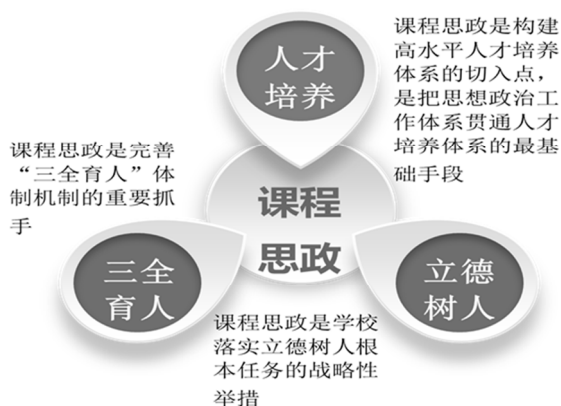 人才
培养
课程思政是构建
高水平人才培养
体系的切入点，
是把思想政治工
作体系贯通人才
培养体系的最基
础手段
课程思政是完善
“三全育人”体
制机制的重要抓
手
课程
思政
三全
育人
立德
树人
课程思政是学校
落实立德树人根
本任务的战略性
举措